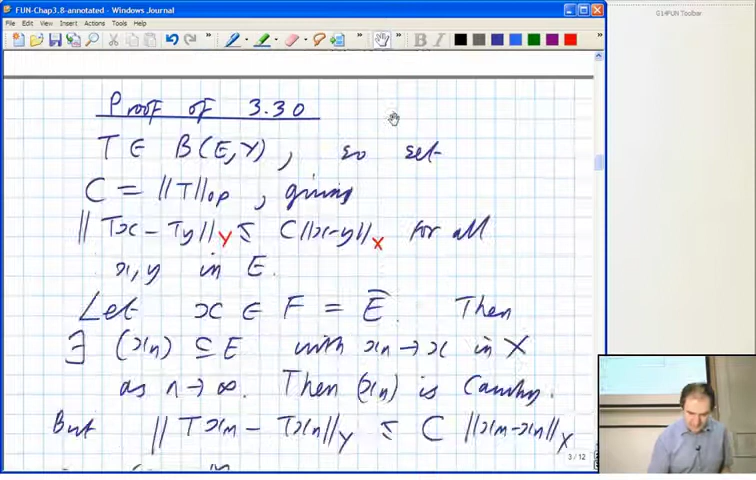 FUN-Chap3.8-annotated - Windows Journal
G14FUN Toolbar
File Edit View Insert Actions Tools Help
Proof of 3.30
T ∈ B(E,Y), so set
C = ||T||op, giving
|| Tx - Ty ||Y ≤ C||x-y||X for all
x, y in E.
Let x ∈ F = E̅. Then
∃ (xn) ⊆ E with xn → x in X
as n → ∞. Then (xn) is Cauchy.
But || Txm - Txn ||Y ≤ C ||xm-xn||X
3 / 12